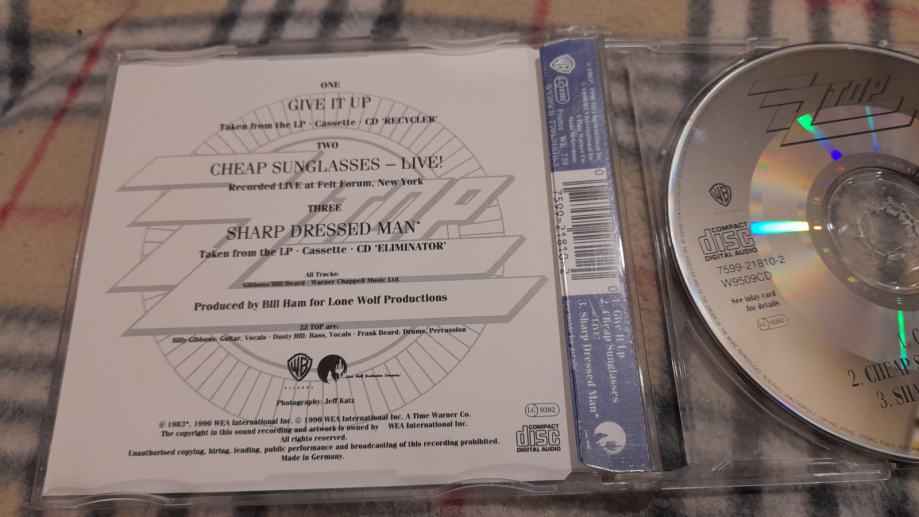 ONE
GIVE IT UP
Taken from the LP · Cassette · CD 'RECYCLER'
TWO
CHEAP SUNGLASSES – LIVE!
Recorded LIVE at Felt Forum, New York
THREE
SHARP DRESSED MAN*
Taken from the LP · Cassette · CD 'ELIMINATOR'
All Tracks:
Gibbons/Hill/Beard · Warner Chappell Music Ltd.
Produced by Bill Ham for Lone Wolf Productions
ZZ TOP are:
Billy Gibbons: Guitar, Vocals · Dusty Hill: Bass, Vocals · Frank Beard: Drums, Percussion
WB
RECORDS
Photography: Jeff Katz
℗ 1983*, 1990 WEA International Inc. © 1990 WEA International Inc. A Time Warner Co.
The copyright in this sound recording and artwork is owned by WEA International Inc.
All rights reserved.
Unauthorised copying, hiring, lending, public performance and broadcasting of this recording prohibited.
Made in Germany.
LC 0392
COMPACT
disc
DIGITAL AUDIO
ZZ TOP
WB
7599-21810-2
1. Give It Up
2. Cheap Sunglasses
– LIVE!
3. Sharp Dressed Man*
ZZ TOP
WB
RECORDS
COMPACT
disc
DIGITAL AUDIO
7599-21810-2
W9509CD
See inlay card
for details
LC 0392
1.
2. CHEAP
3.